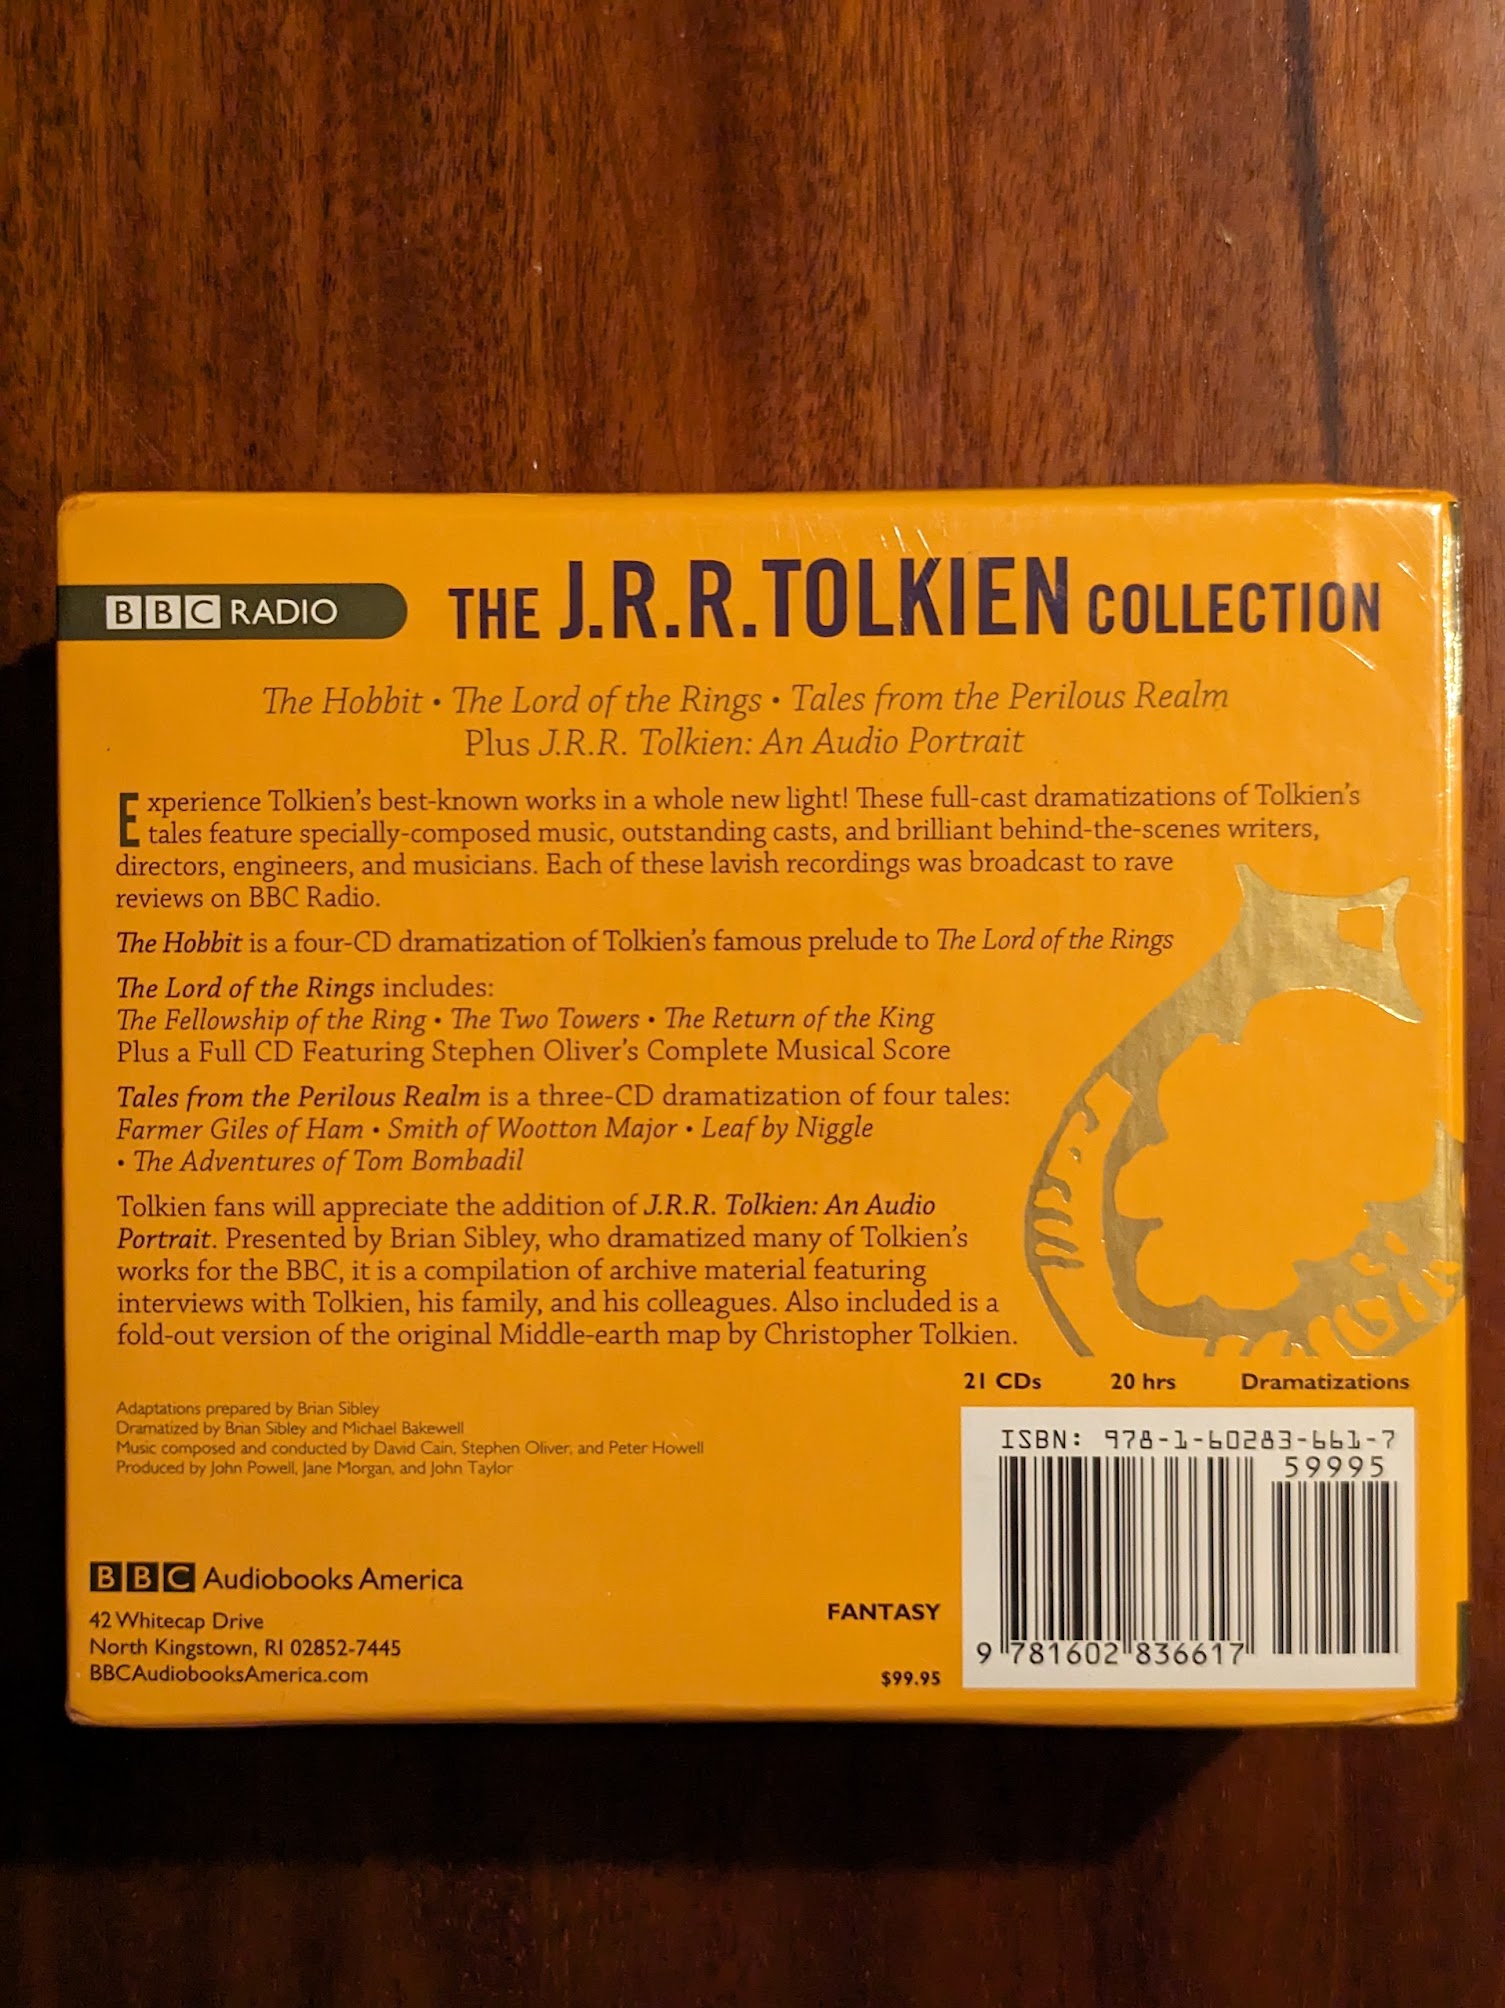 BBC RADIO
THE J.R.R. TOLKIEN COLLECTION
The Hobbit • The Lord of the Rings • Tales from the Perilous Realm
Plus J.R.R. Tolkien: An Audio Portrait
Experience Tolkien's best-known works in a whole new light! These full-cast dramatizations of Tolkien's
tales feature specially-composed music, outstanding casts, and brilliant behind-the-scenes writers,
directors, engineers, and musicians. Each of these lavish recordings was broadcast to rave
reviews on BBC Radio.
The Hobbit is a four-CD dramatization of Tolkien's famous prelude to The Lord of the Rings
The Lord of the Rings includes:
The Fellowship of the Ring • The Two Towers • The Return of the King
Plus a Full CD Featuring Stephen Oliver's Complete Musical Score
Tales from the Perilous Realm is a three-CD dramatization of four tales:
Farmer Giles of Ham • Smith of Wootton Major • Leaf by Niggle
• The Adventures of Tom Bombadil
Tolkien fans will appreciate the addition of J.R.R. Tolkien: An Audio
Portrait. Presented by Brian Sibley, who dramatized many of Tolkien's
works for the BBC, it is a compilation of archive material featuring
interviews with Tolkien, his family, and his colleagues. Also included is a
fold-out version of the original Middle-earth map by Christopher Tolkien.
21 CDs 20 hrs Dramatizations
Adaptations prepared by Brian Sibley
Dramatized by Brian Sibley and Michael Bakewell
Music composed and conducted by David Cain, Stephen Oliver, and Peter Howell
Produced by John Powell, Jane Morgan, and John Taylor
ISBN: 978-1-60283-661-7
59995
9 781602 836617
BBC Audiobooks America
42 Whitecap Drive
North Kingstown, RI 02852-7445
BBCAudiobooksAmerica.com
FANTASY
$99.95